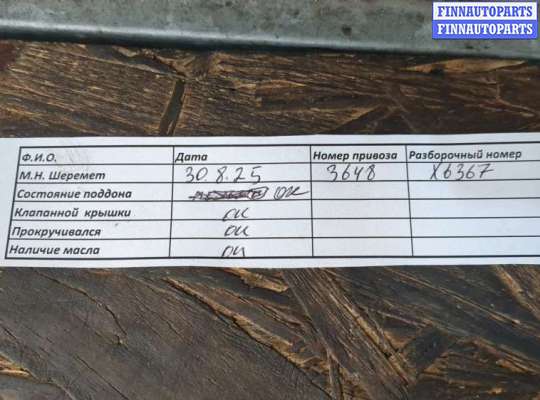 FINNAUTOPARTS
FINNAUTOPARTS
Ф.И.О. Дата Номер привоза Разборочный номер
М.Н. Шеремет 30.8.25 3648 X6367
Состояние поддона ок
Клапанной крышки ок
Прокручивался ок
Наличие масла ок